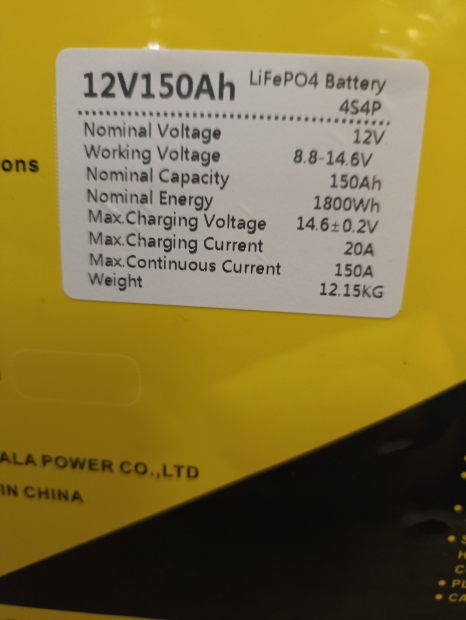 12V150Ah LiFePO4 Battery
4S4P
Nominal Voltage 12V
Working Voltage 8.8-14.6V
Nominal Capacity 150Ah
Nominal Energy 1800Wh
Max.Charging Voltage 14.6±0.2V
Max.Charging Current 20A
Max.Continuous Current 150A
Weight 12.15KG
ons
ALA POWER CO.,LTD
IN CHINA